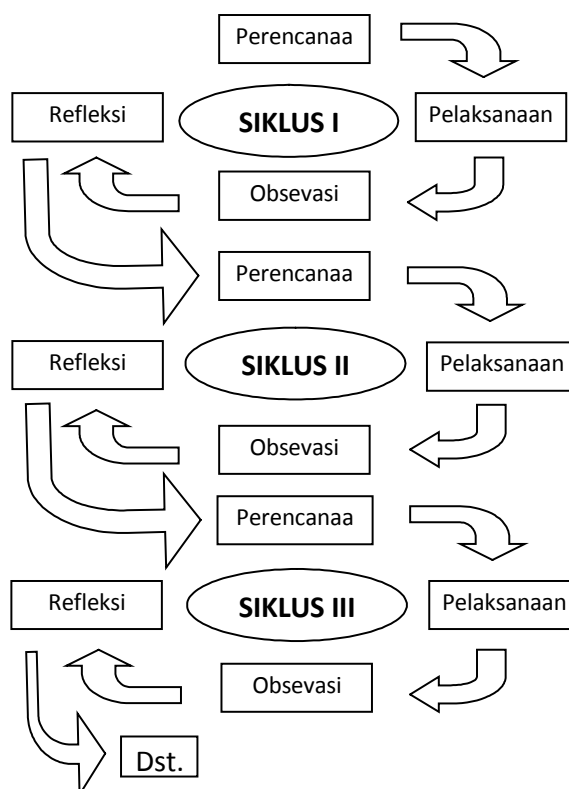 Perencanaa
Refleksi
SIKLUS I
Pelaksanaan
Obsevasi
Perencanaa
Refleksi
SIKLUS II
Pelaksanaan
Obsevasi
Perencanaa
Refleksi
SIKLUS III
Pelaksanaan
Obsevasi
Dst.